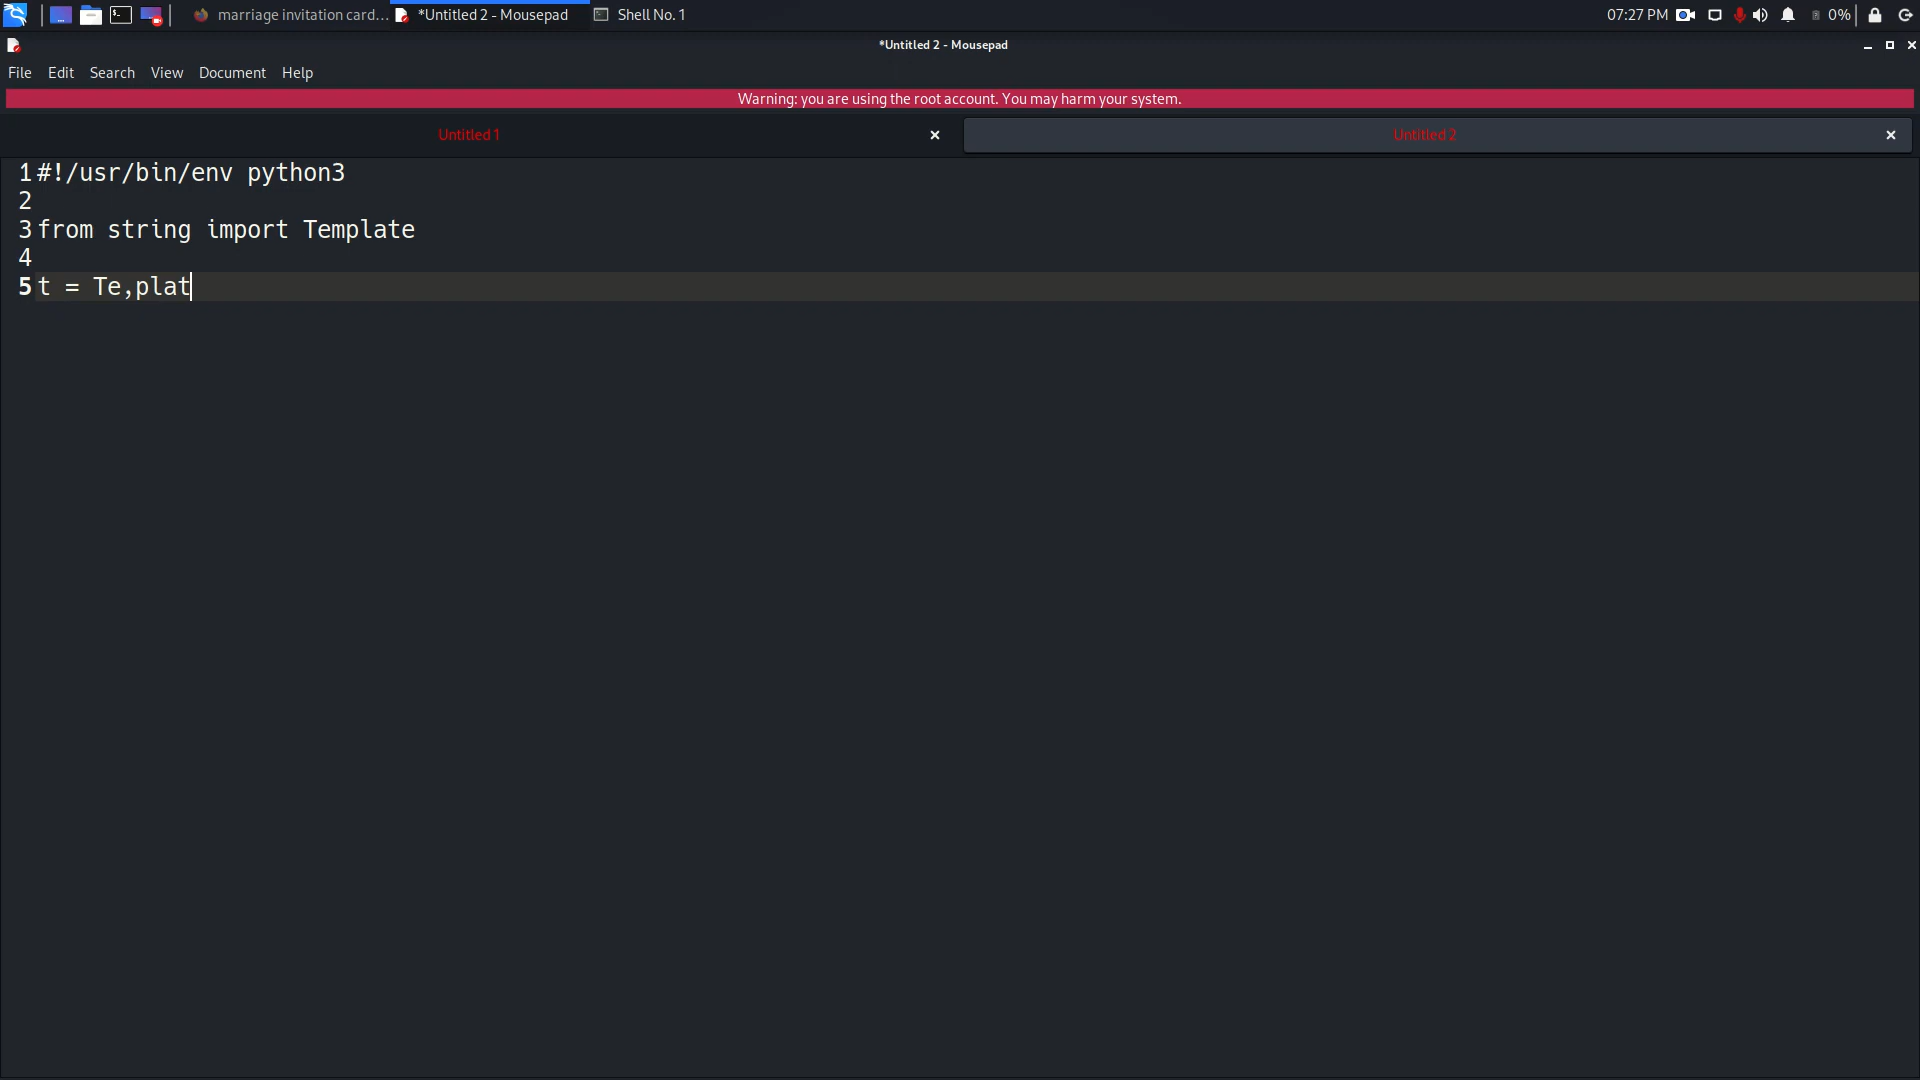 marriage invitation card...
*Untitled 2 - Mousepad
Shell No. 1
07:27 PM
0%
*Untitled 2 - Mousepad
File Edit Search View Document Help
Warning: you are using the root account. You may harm your system.
Untitled 1
Untitled 2
1 #!/usr/bin/env python3
2
3 from string import Template
4
5 t = Te,plat